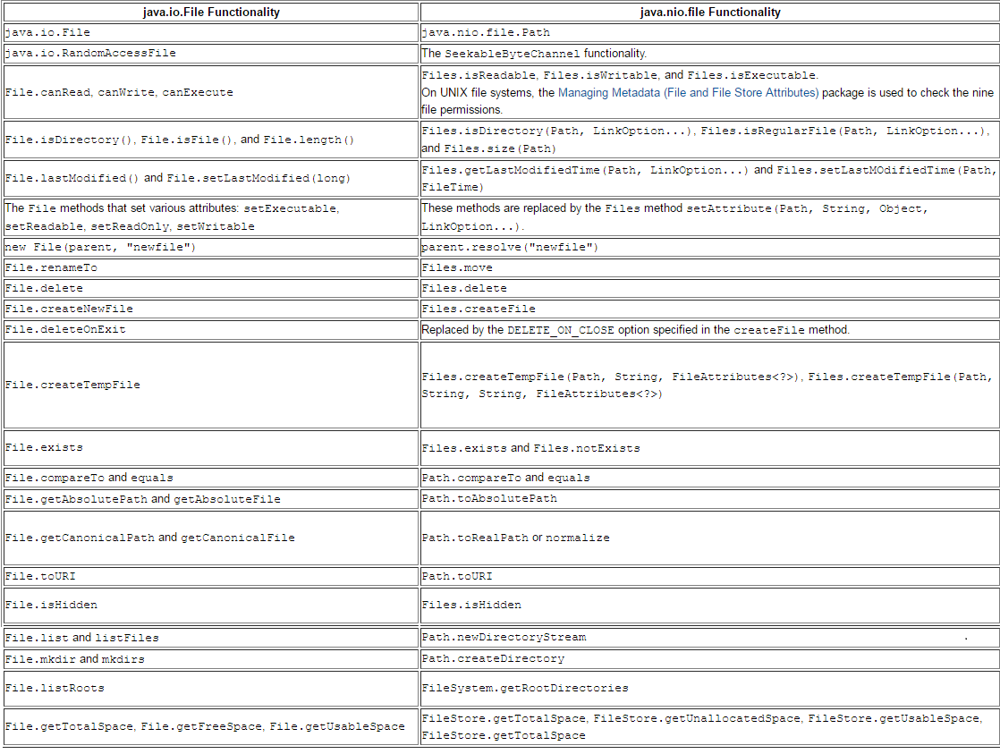 java.io.File Functionality
java.nio.file Functionality
java.io.File
java.nio.file.Path
java.io.RandomAccessFile
The SeekableByteChannel functionality.
File.canRead, canWrite, canExecute
Files.isReadable, Files.isWritable, and Files.isExecutable.
On UNIX file systems, the Managing Metadata (File and File Store Attributes) package is used to check the nine
file permissions.
File.isDirectory(), File.isFile(), and File.length()
Files.isDirectory(Path, LinkOption...), Files.isRegularFile(Path, LinkOption...),
and Files.size(Path)
File.lastModified() and File.setLastModified(long)
Files.getLastModifiedTime(Path, LinkOption...) and Files.setLastMOdifiedTime(Path,
FileTime)
The File methods that set various attributes: setExecutable,
setReadable, setReadOnly, setWritable
These methods are replaced by the Files method setAttribute(Path, String, Object,
LinkOption...).
new File(parent, "newfile")
parent.resolve("newfile")
File.renameTo
Files.move
File.delete
Files.delete
File.createNewFile
Files.createFile
File.deleteOnExit
Replaced by the DELETE_ON_CLOSE option specified in the createFile method.
File.createTempFile
Files.createTempFile(Path, String, FileAttributes<?>), Files.createTempFile(Path,
String, String, FileAttributes<?>)
File.exists
Files.exists and Files.notExists
File.compareTo and equals
Path.compareTo and equals
File.getAbsolutePath and getAbsoluteFile
Path.toAbsolutePath
File.getCanonicalPath and getCanonicalFile
Path.toRealPath or normalize
File.toURI
Path.toURI
File.isHidden
Files.isHidden
File.list and listFiles
Path.newDirectoryStream
File.mkdir and mkdirs
Path.createDirectory
File.listRoots
FileSystem.getRootDirectories
File.getTotalSpace, File.getFreeSpace, File.getUsableSpace
FileStore.getTotalSpace, FileStore.getUnallocatedSpace, FileStore.getUsableSpace,
FileStore.getTotalSpace